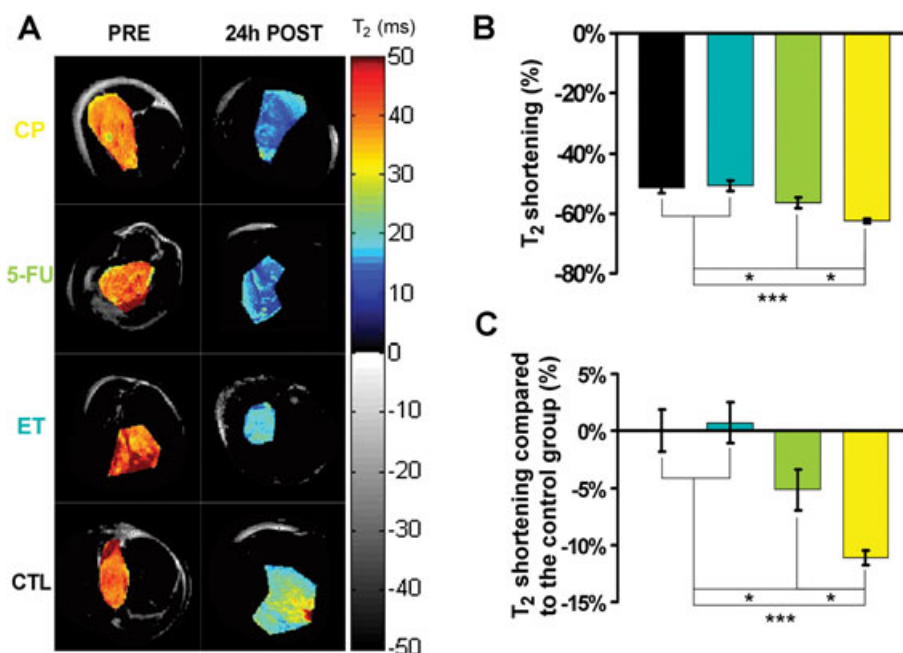 A
PRE
24h POST
T2 (ms)
CP
5-FU
ET
CTL
50
40
30
20
10
0
-10
-20
-30
-40
-50
B
T2 shortening (%)
0%
-20%
-40%
-60%
-80%
*
*
***
C
T2 shortening compared
to the control group (%)
5%
0%
-5%
-10%
-15%
*
*
***